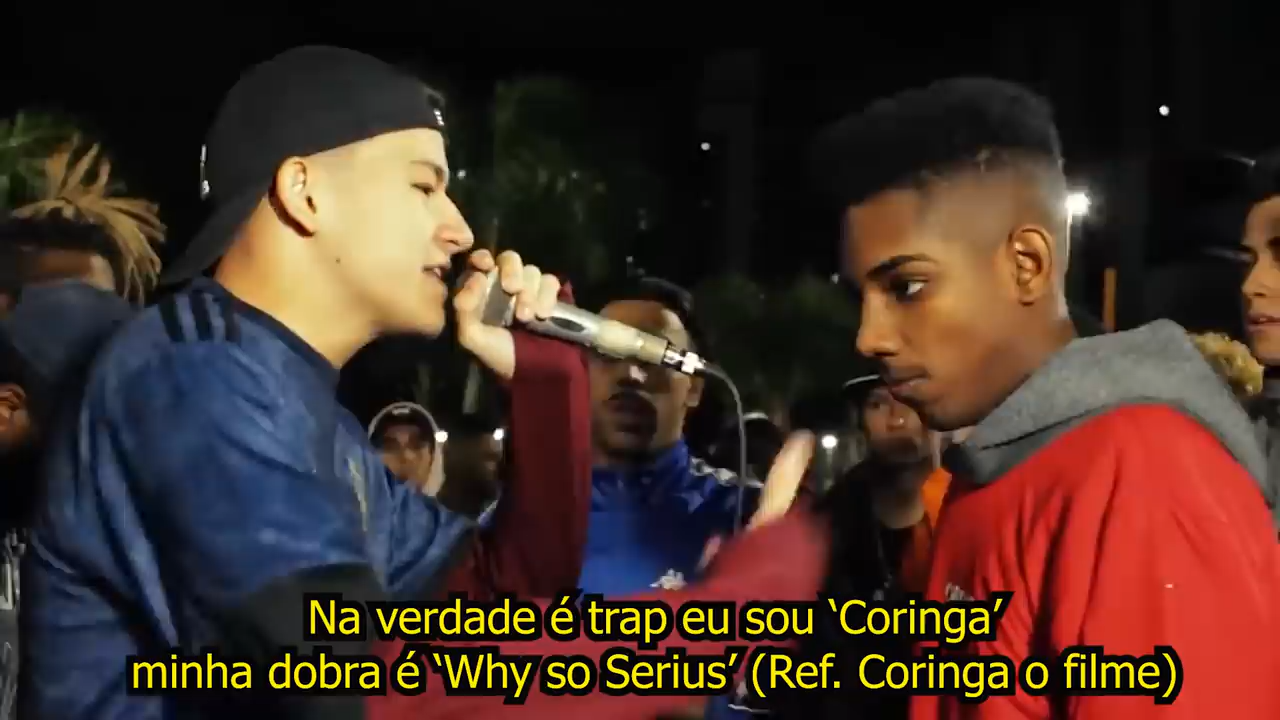 Na verdade é trap eu sou ‘Coringa’
minha dobra é ‘Why so Serius’ (Ref. Coringa o filme)